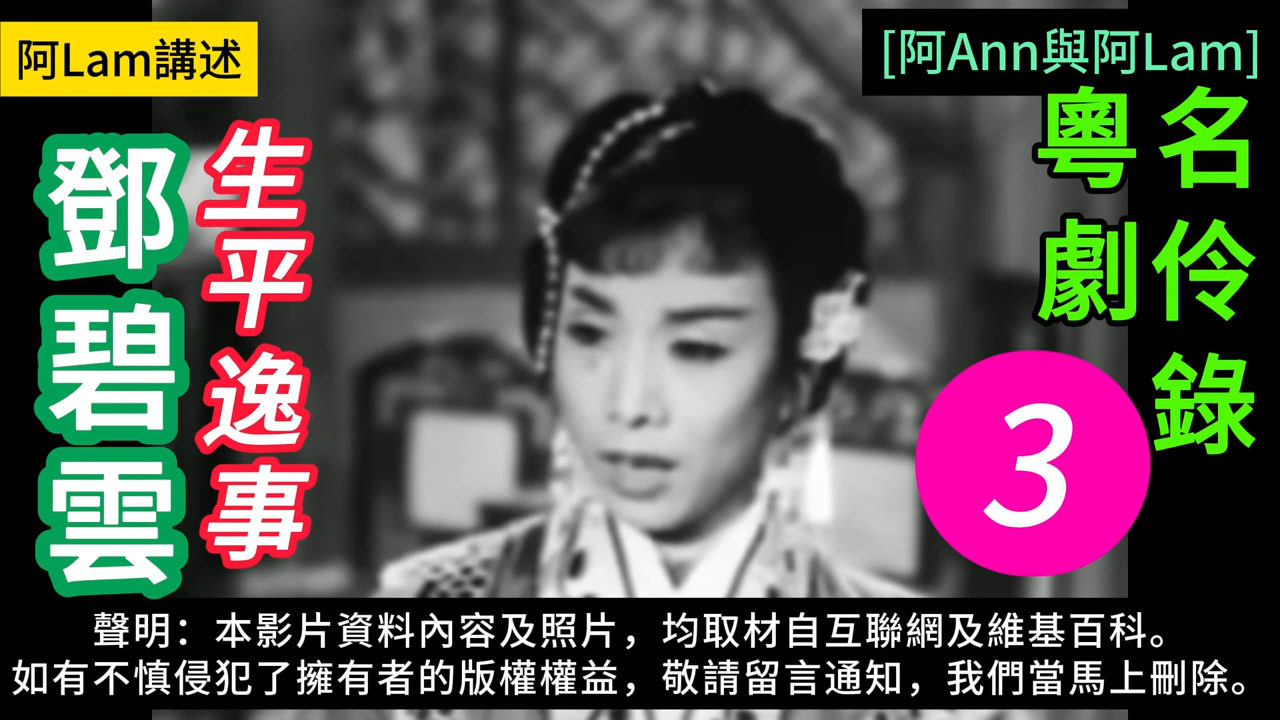 阿Lam講述
[阿Ann與阿Lam]
粵劇
名伶錄
3
鄧碧雲
生平逸事
聲明：本影片資料內容及照片，均取材自互聯網及維基百科。
如有不慎侵犯了擁有者的版權權益，敬請留言通知，我們當馬上刪除。